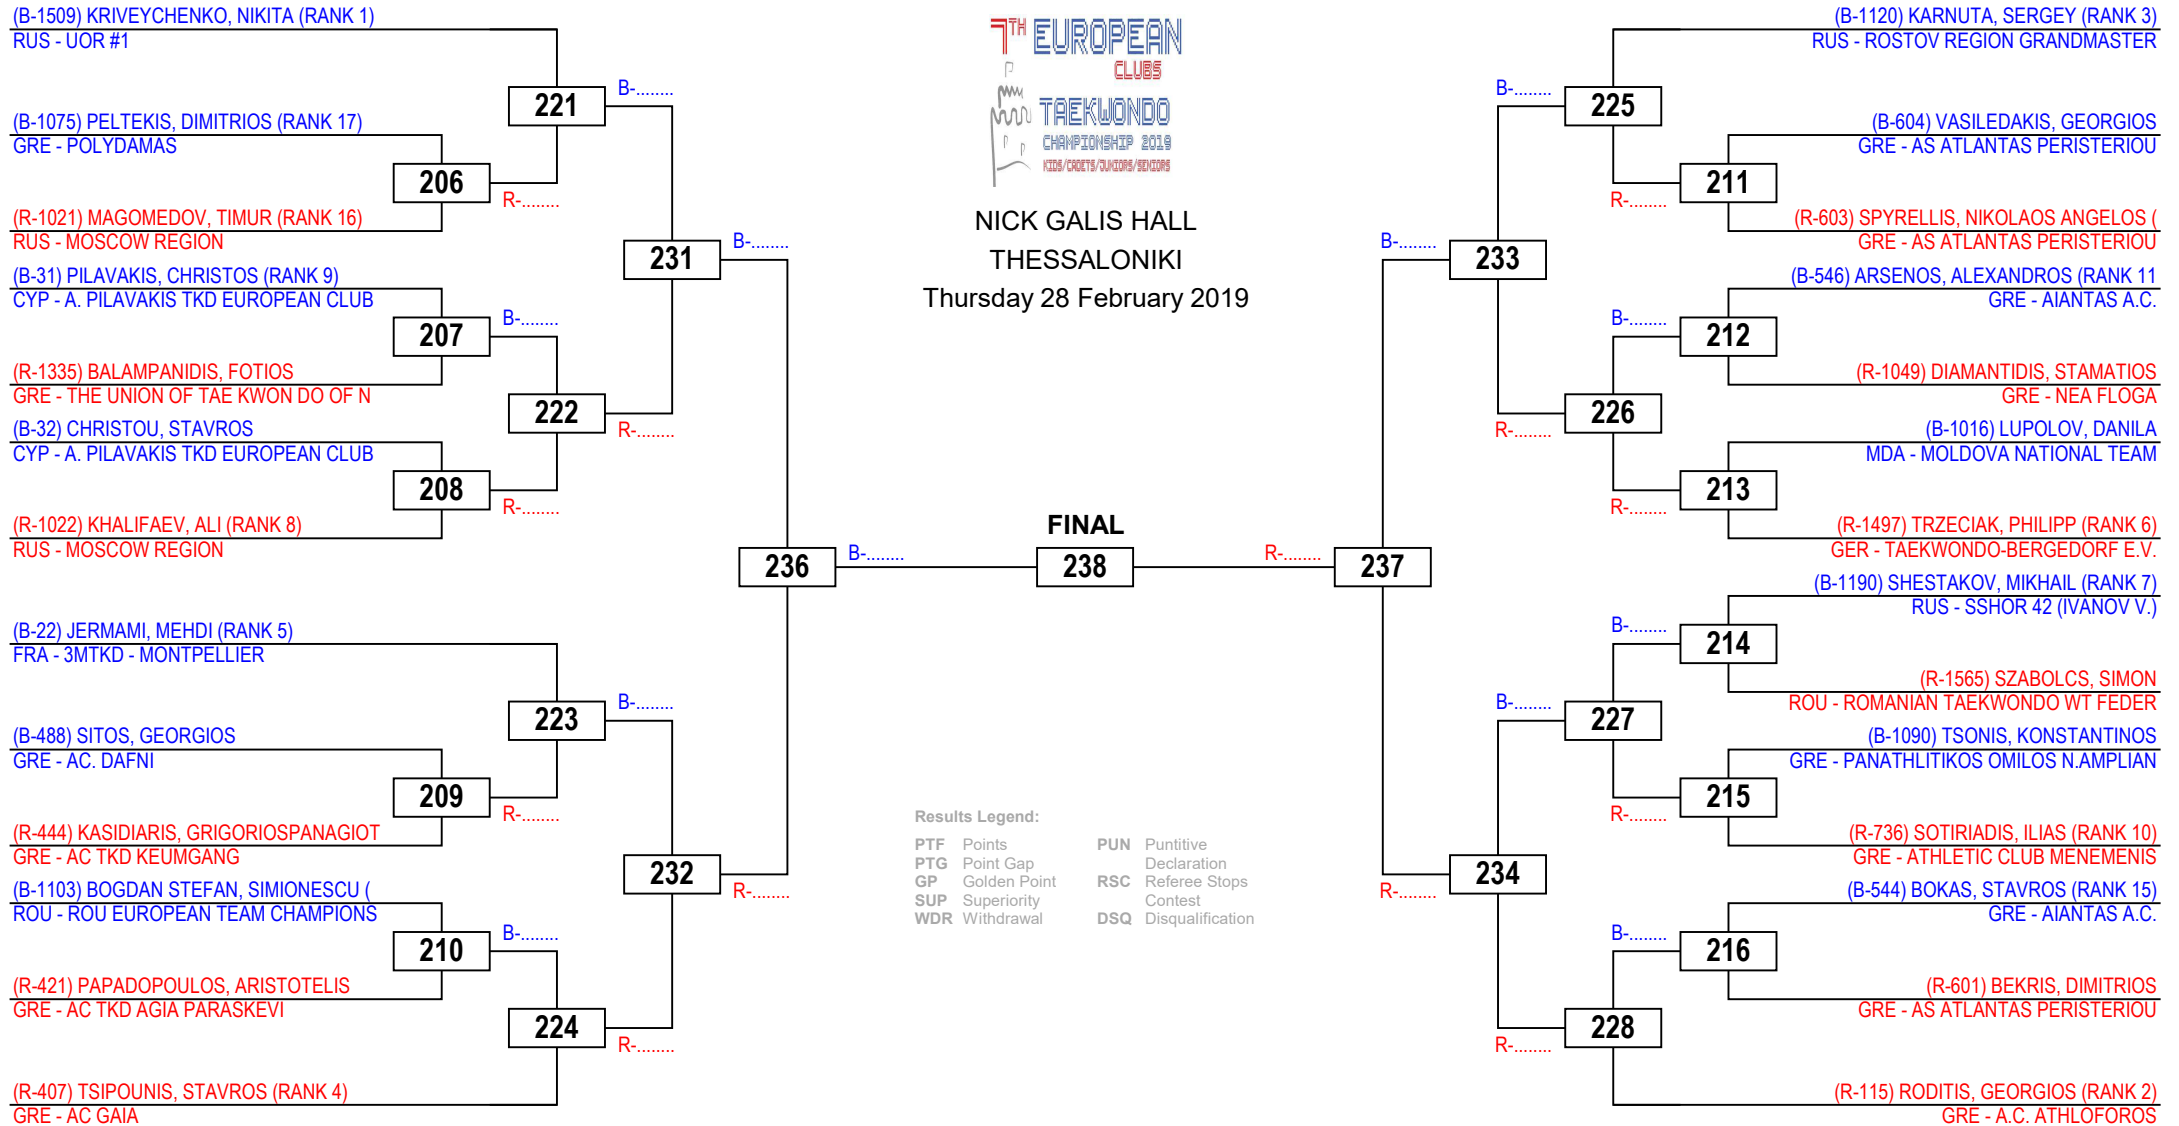 (B-1509) KRIVEYCHENKO, NIKITA (RANK 1)
RUS - UOR #1
221
B-........
(B-1075) PELTEKIS, DIMITRIOS (RANK 17)
GRE - POLYDAMAS
206
R-........
(R-1021) MAGOMEDOV, TIMUR (RANK 16)
RUS - MOSCOW REGION
231
B-........
(B-31) PILAVAKIS, CHRISTOS (RANK 9)
CYP - A. PILAVAKIS TKD EUROPEAN CLUB
207
B-........
(R-1335) BALAMPANIDIS, FOTIOS
GRE - THE UNION OF TAE KWON DO OF N
222
R-........
(B-32) CHRISTOU, STAVROS
CYP - A. PILAVAKIS TKD EUROPEAN CLUB
208
R-........
(R-1022) KHALIFAEV, ALI (RANK 8)
RUS - MOSCOW REGION
236
B-........
(B-22) JERMAMI, MEHDI (RANK 5)
FRA - 3MTKD - MONTPELLIER
223
B-........
(B-488) SITOS, GEORGIOS
GRE - AC. DAFNI
209
R-........
(R-444) KASIDIARIS, GRIGORIOSPANAGIOT
GRE - AC TKD KEUMGANG
232
R-........
(B-1103) BOGDAN STEFAN, SIMIONESCU (
ROU - ROU EUROPEAN TEAM CHAMPIONS
210
B-........
(R-421) PAPADOPOULOS, ARISTOTELIS
GRE - AC TKD AGIA PARASKEVI
224
R-........
(R-407) TSIPOUNIS, STAVROS (RANK 4)
GRE - AC GAIA
7TH EUROPEAN
CLUBS
TAEKWONDO
CHAMPIONSHIP 2019
KIDS/CADETS/JUNIORS/SENIORS
NICK GALIS HALL
THESSALONIKI
Thursday 28 February 2019
FINAL
238
Results Legend:
PTF Points
PTG Point Gap
GP Golden Point
SUP Superiority
WDR Withdrawal
PUN Puntitive
Declaration
RSC Referee Stops
Contest
DSQ Disqualification
(B-1120) KARNUTA, SERGEY (RANK 3)
RUS - ROSTOV REGION GRANDMASTER
B-........
225
(B-604) VASILEDAKIS, GEORGIOS
GRE - AS ATLANTAS PERISTERIOU
211
R-........
(R-603) SPYRELLIS, NIKOLAOS ANGELOS (
GRE - AS ATLANTAS PERISTERIOU
B-........
233
(B-546) ARSENOS, ALEXANDROS (RANK 11
GRE - AIANTAS A.C.
B-........
212
(R-1049) DIAMANTIDIS, STAMATIOS
GRE - NEA FLOGA
226
R-........
(B-1016) LUPOLOV, DANILA
MDA - MOLDOVA NATIONAL TEAM
213
R-........
(R-1497) TRZECIAK, PHILIPP (RANK 6)
GER - TAEKWONDO-BERGEDORF E.V.
R-........
237
(B-1190) SHESTAKOV, MIKHAIL (RANK 7)
RUS - SSHOR 42 (IVANOV V.)
B-........
214
(R-1565) SZABOLCS, SIMON
ROU - ROMANIAN TAEKWONDO WT FEDER
B-........
227
(B-1090) TSONIS, KONSTANTINOS
GRE - PANATHLITIKOS OMILOS N.AMPLIAN
215
R-........
(R-736) SOTIRIADIS, ILIAS (RANK 10)
GRE - ATHLETIC CLUB MENEMENIS
234
R-........
(B-544) BOKAS, STAVROS (RANK 15)
GRE - AIANTAS A.C.
B-........
216
(R-601) BEKRIS, DIMITRIOS
GRE - AS ATLANTAS PERISTERIOU
228
R-........
(R-115) RODITIS, GEORGIOS (RANK 2)
GRE - A.C. ATHLOFOROS